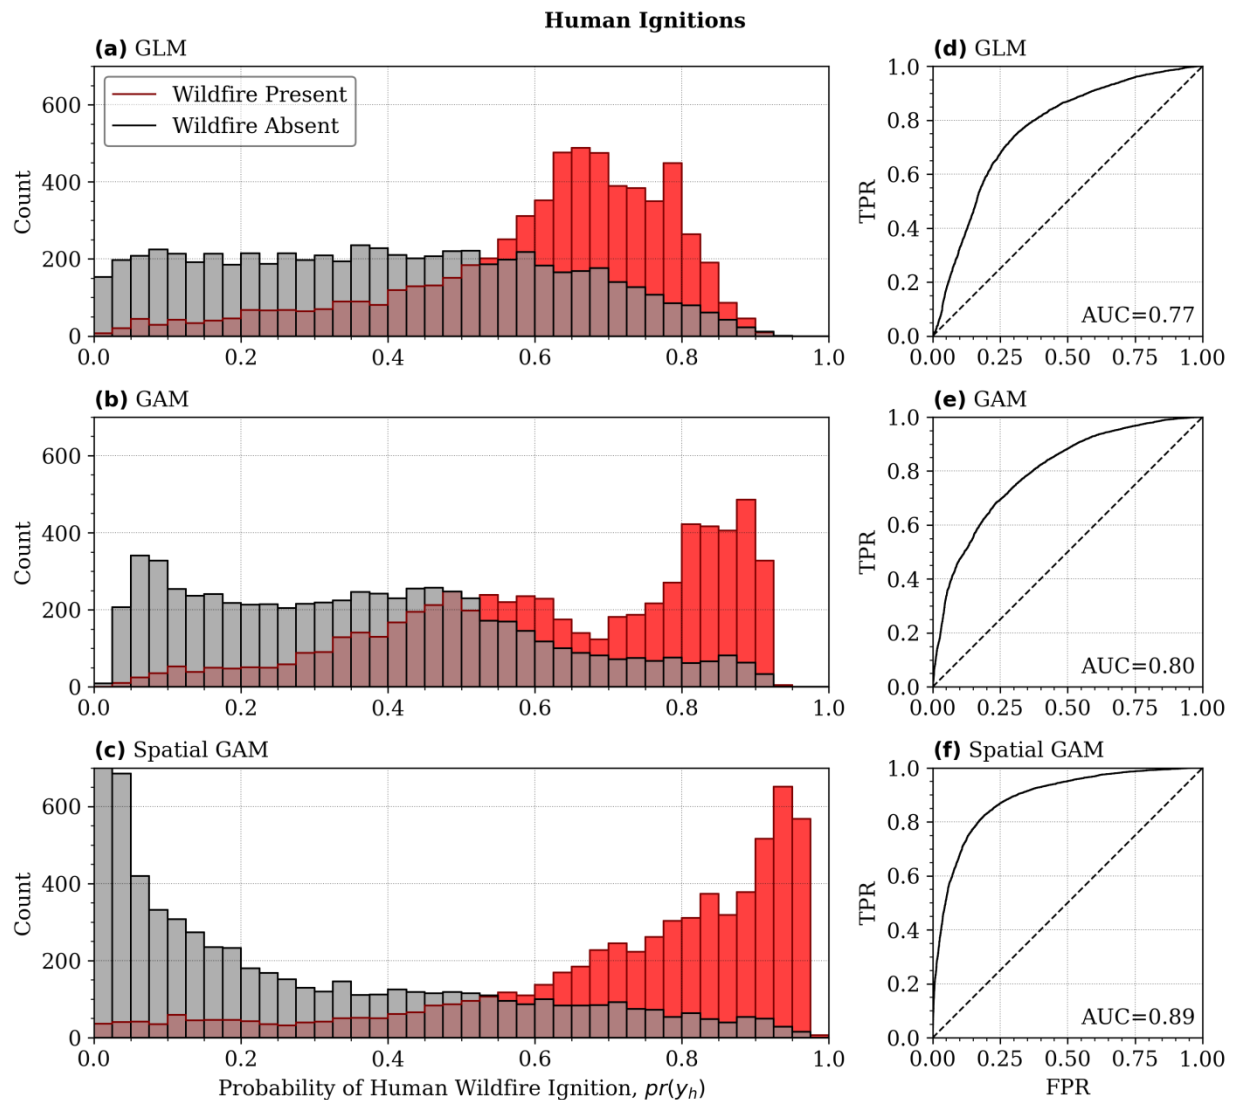 Human Ignitions
(a) GLM
Wildfire Present
Wildfire Absent
600
400
200
0
Count
0.0 0.2 0.4 0.6 0.8 1.0
(d) GLM
1.0
0.8
0.6
0.4
0.2
0.0
TPR
AUC=0.77
0.00 0.25 0.50 0.75 1.00
(b) GAM
600
400
200
0
Count
0.0 0.2 0.4 0.6 0.8 1.0
(e) GAM
1.0
0.8
0.6
0.4
0.2
0.0
TPR
AUC=0.80
0.00 0.25 0.50 0.75 1.00
(c) Spatial GAM
600
400
200
0
Count
0.0 0.2 0.4 0.6 0.8 1.0
Probability of Human Wildfire Ignition, pr(y_h)
(f) Spatial GAM
1.0
0.8
0.6
0.4
0.2
0.0
TPR
AUC=0.89
0.00 0.25 0.50 0.75 1.00
FPR